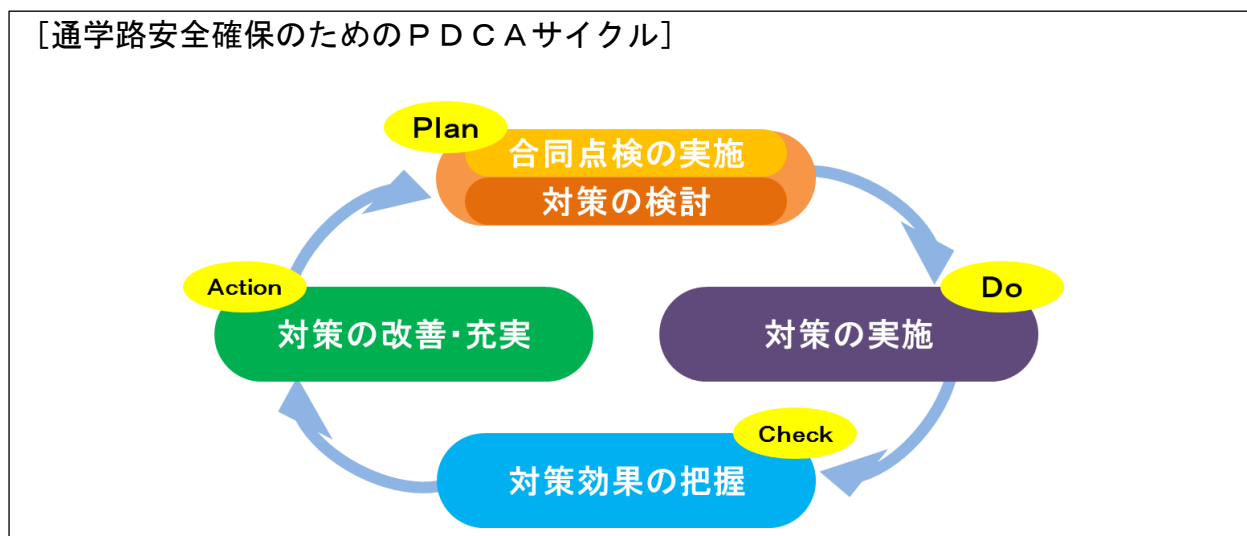 ［通学路安全確保のためのＰＤＣＡサイクル］
Plan
合同点検の実施
対策の検討
Do
対策の実施
Check
対策効果の把握
Action
対策の改善・充実